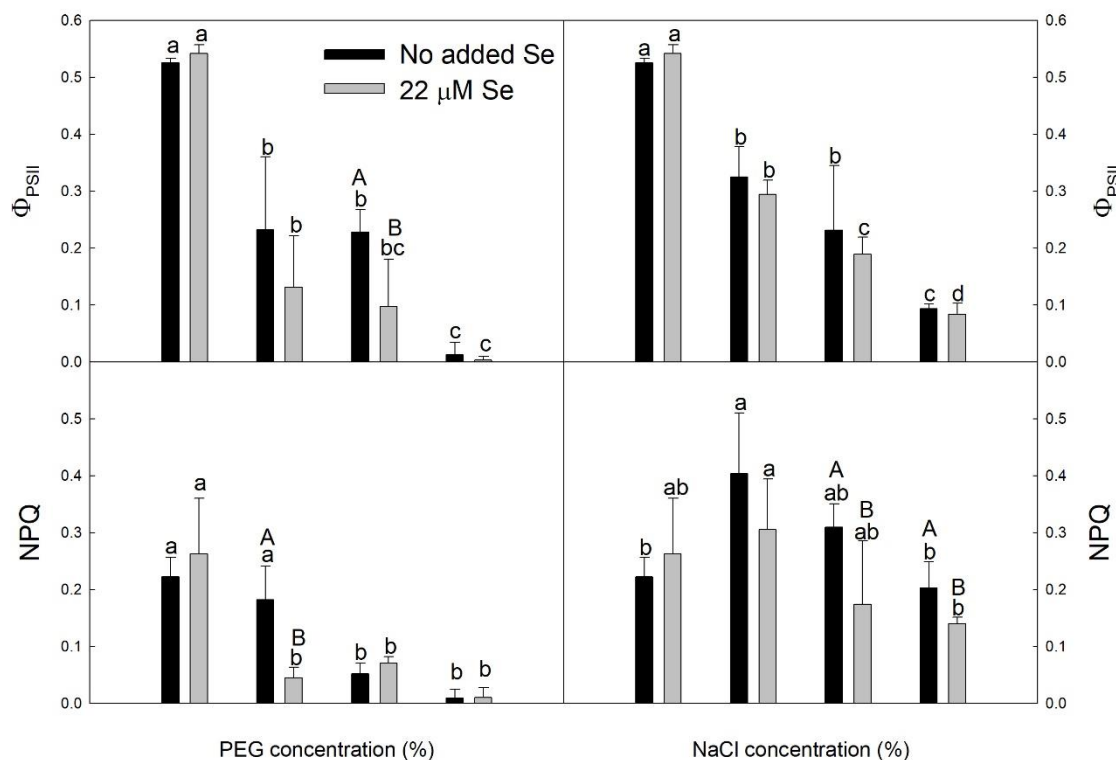 0.6
0.5
0.4
0.3
0.2
0.1
0.0
ΦPSII
No added Se
22 μM Se
a a
b b
A
b
B
bc
c c
a a
b b
b c
c d
0.6
0.5
0.4
0.3
0.2
0.1
0.0
ΦPSII
0.5
0.4
0.3
0.2
0.1
0.0
NPQ
a a
A
a
B
b
b b
b b
b ab
a a
A
ab
B
ab
A
b
B
b
0.5
0.4
0.3
0.2
0.1
0.0
NPQ
PEG concentration (%)
NaCl concentration (%)